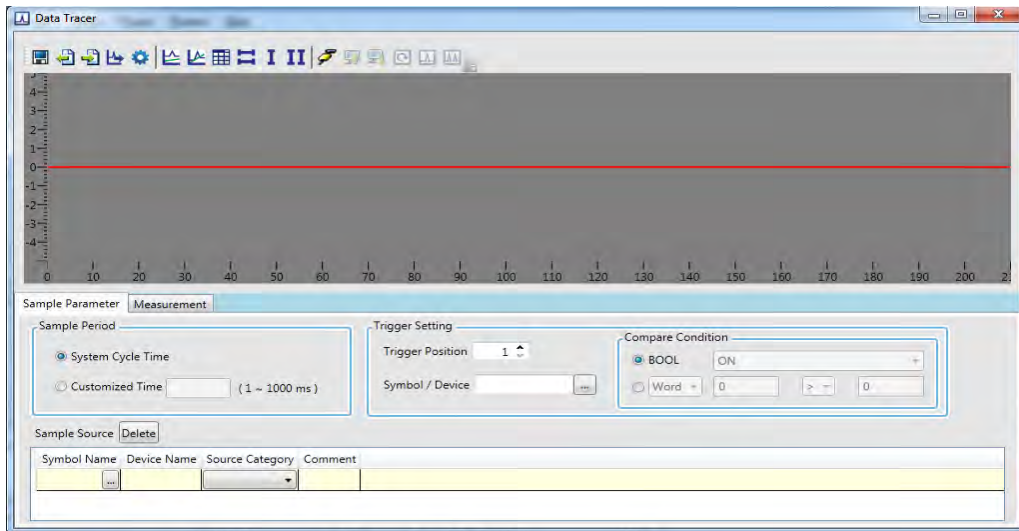 Data Tracer
4
3
2
1
0
-1
-2
-3
-4
0 10 20 30 40 50 60 70 80 90 100 110 120 130 140 150 160 170 180 190 200
Sample Parameter Measurement
Sample Period
System Cycle Time
Customized Time ( 1 ~ 1000 ms )
Trigger Setting
Trigger Position 1
Symbol / Device ...
Compare Condition
BOOL ON
Word 0 > 0
Sample Source Delete
Symbol Name Device Name Source Category Comment
...